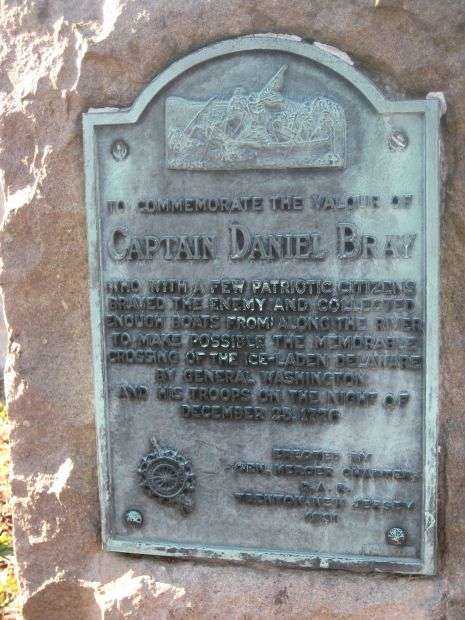 TO COMMEMORATE THE VALOUR OF
CAPTAIN DANIEL BRAY
WHO WITH A FEW PATRIOTIC CITIZENS
BRAVED THE ENEMY AND COLLECTED
ENOUGH BOATS FROM ALONG THE RIVER
TO MAKE POSSIBLE THE MEMORABLE
CROSSING OF THE ICE-LADEN DELAWARE
BY GENERAL WASHINGTON
AND HIS TROOPS ON THE NIGHT OF
DECEMBER 25, 1776
ERECTED BY
MERCER CHAPTER
D. A. R.
TRENTON, NEW JERSEY